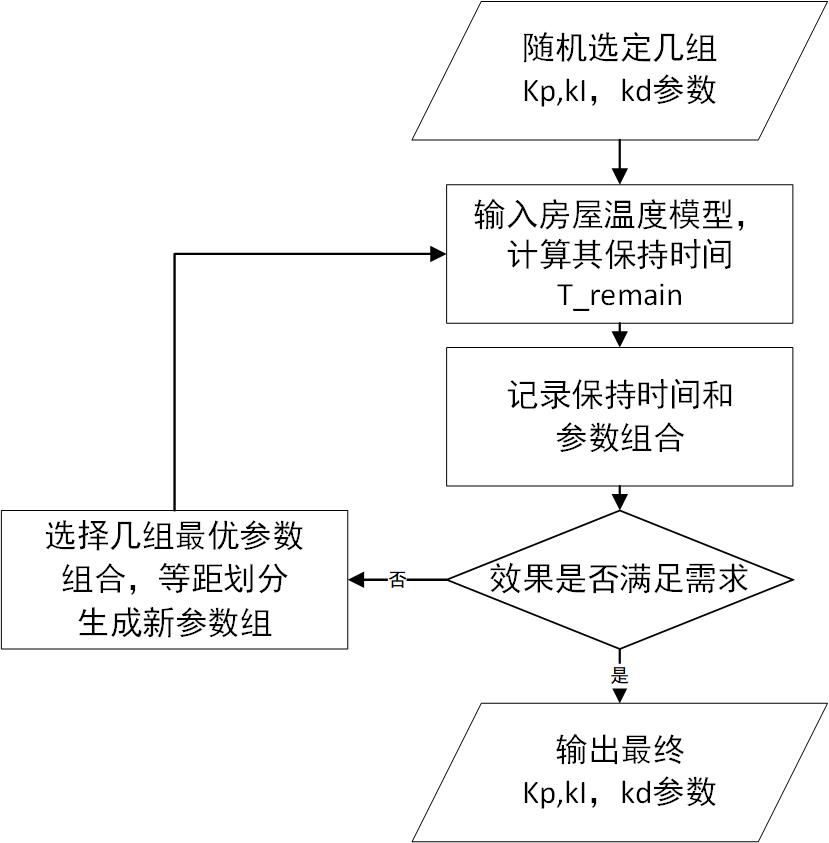 随机选定几组
Kp,kI，kd参数
输入房屋温度模型，
计算其保持时间
T_remain
记录保持时间和
参数组合
效果是否满足需求
否
选择几组最优参数
组合，等距划分
生成新参数组
是
输出最终
Kp,kI，kd参数